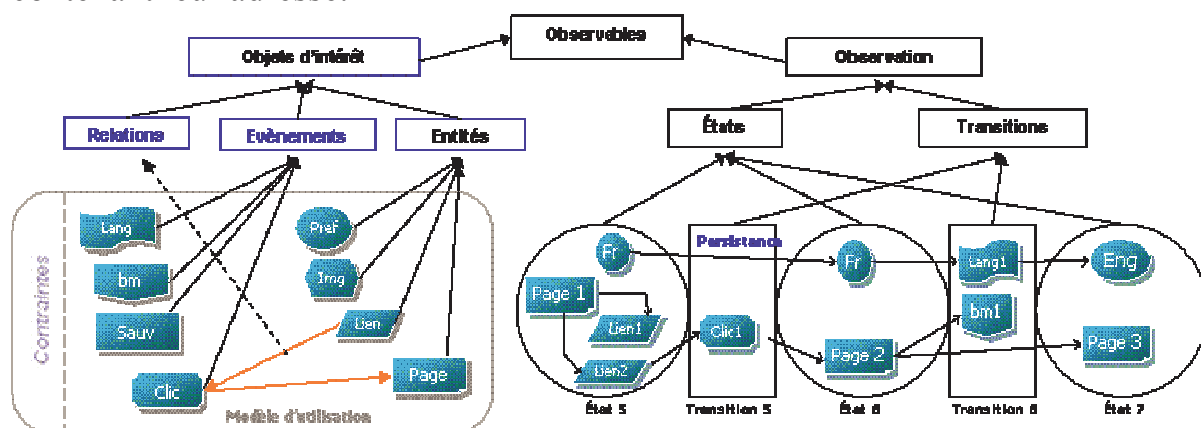 Observables
Objets d'intérêt
Observation
Relations
Evènements
Entités
États
Transitions
Lang
Pref
bm
Img
Sauv
Lien
Clic
Page
Contraintes
Modèle d'utilisation
Persistance
Fr
Fr
Lang1
Eng
Page 1
Lien1
Clic1
bm1
Lien2
Page 2
Page 3
État 5
Transition 5
État 6
Transition 6
État 7